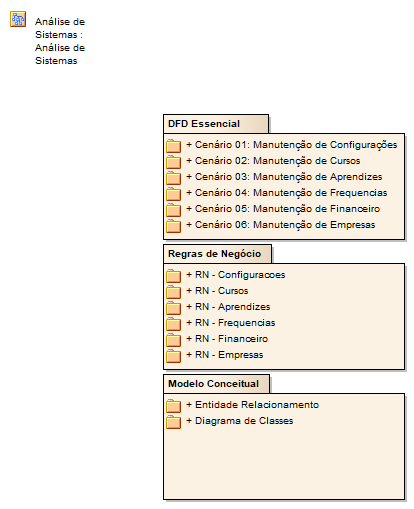 Análise de
Sistemas :
Análise de
Sistemas
DFD Essencial
+ Cenário 01: Manutenção de Configurações
+ Cenário 02: Manutenção de Cursos
+ Cenário 03: Manutenção de Aprendizes
+ Cenário 04: Manutenção de Frequencias
+ Cenário 05: Manutenção de Financeiro
+ Cenário 06: Manutenção de Empresas
Regras de Negócio
+ RN - Configuracoes
+ RN - Cursos
+ RN - Aprendizes
+ RN - Frequencias
+ RN - Financeiro
+ RN - Empresas
Modelo Conceitual
+ Entidade Relacionamento
+ Diagrama de Classes